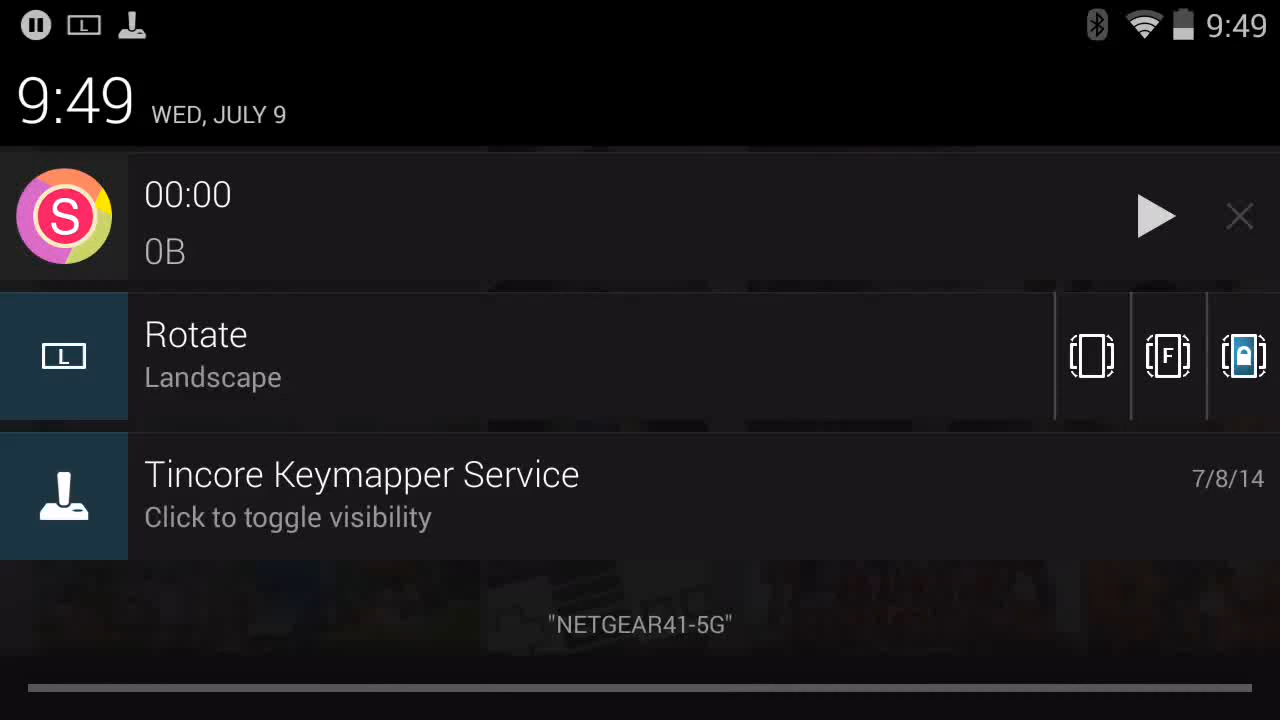 L
9:49
9:49 WED, JULY 9
S
00:00
0B
L
Rotate
Landscape
F
Tincore Keymapper Service
7/8/14
Click to toggle visibility
"NETGEAR41-5G"